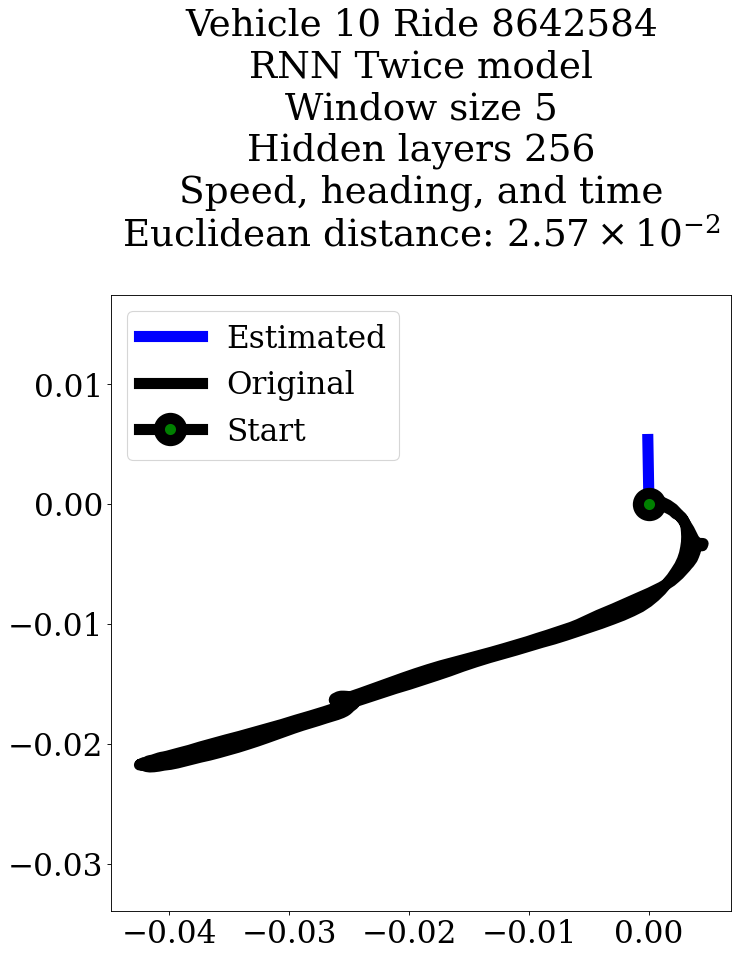 Vehicle 10 Ride 8642584
RNN Twice model
Window size 5
Hidden layers 256
Speed, heading, and time
Euclidean distance: 2.57 × 10⁻²
Estimated
Original
Start
0.01
0.00
−0.01
−0.02
−0.03
−0.04 −0.03 −0.02 −0.01 0.00